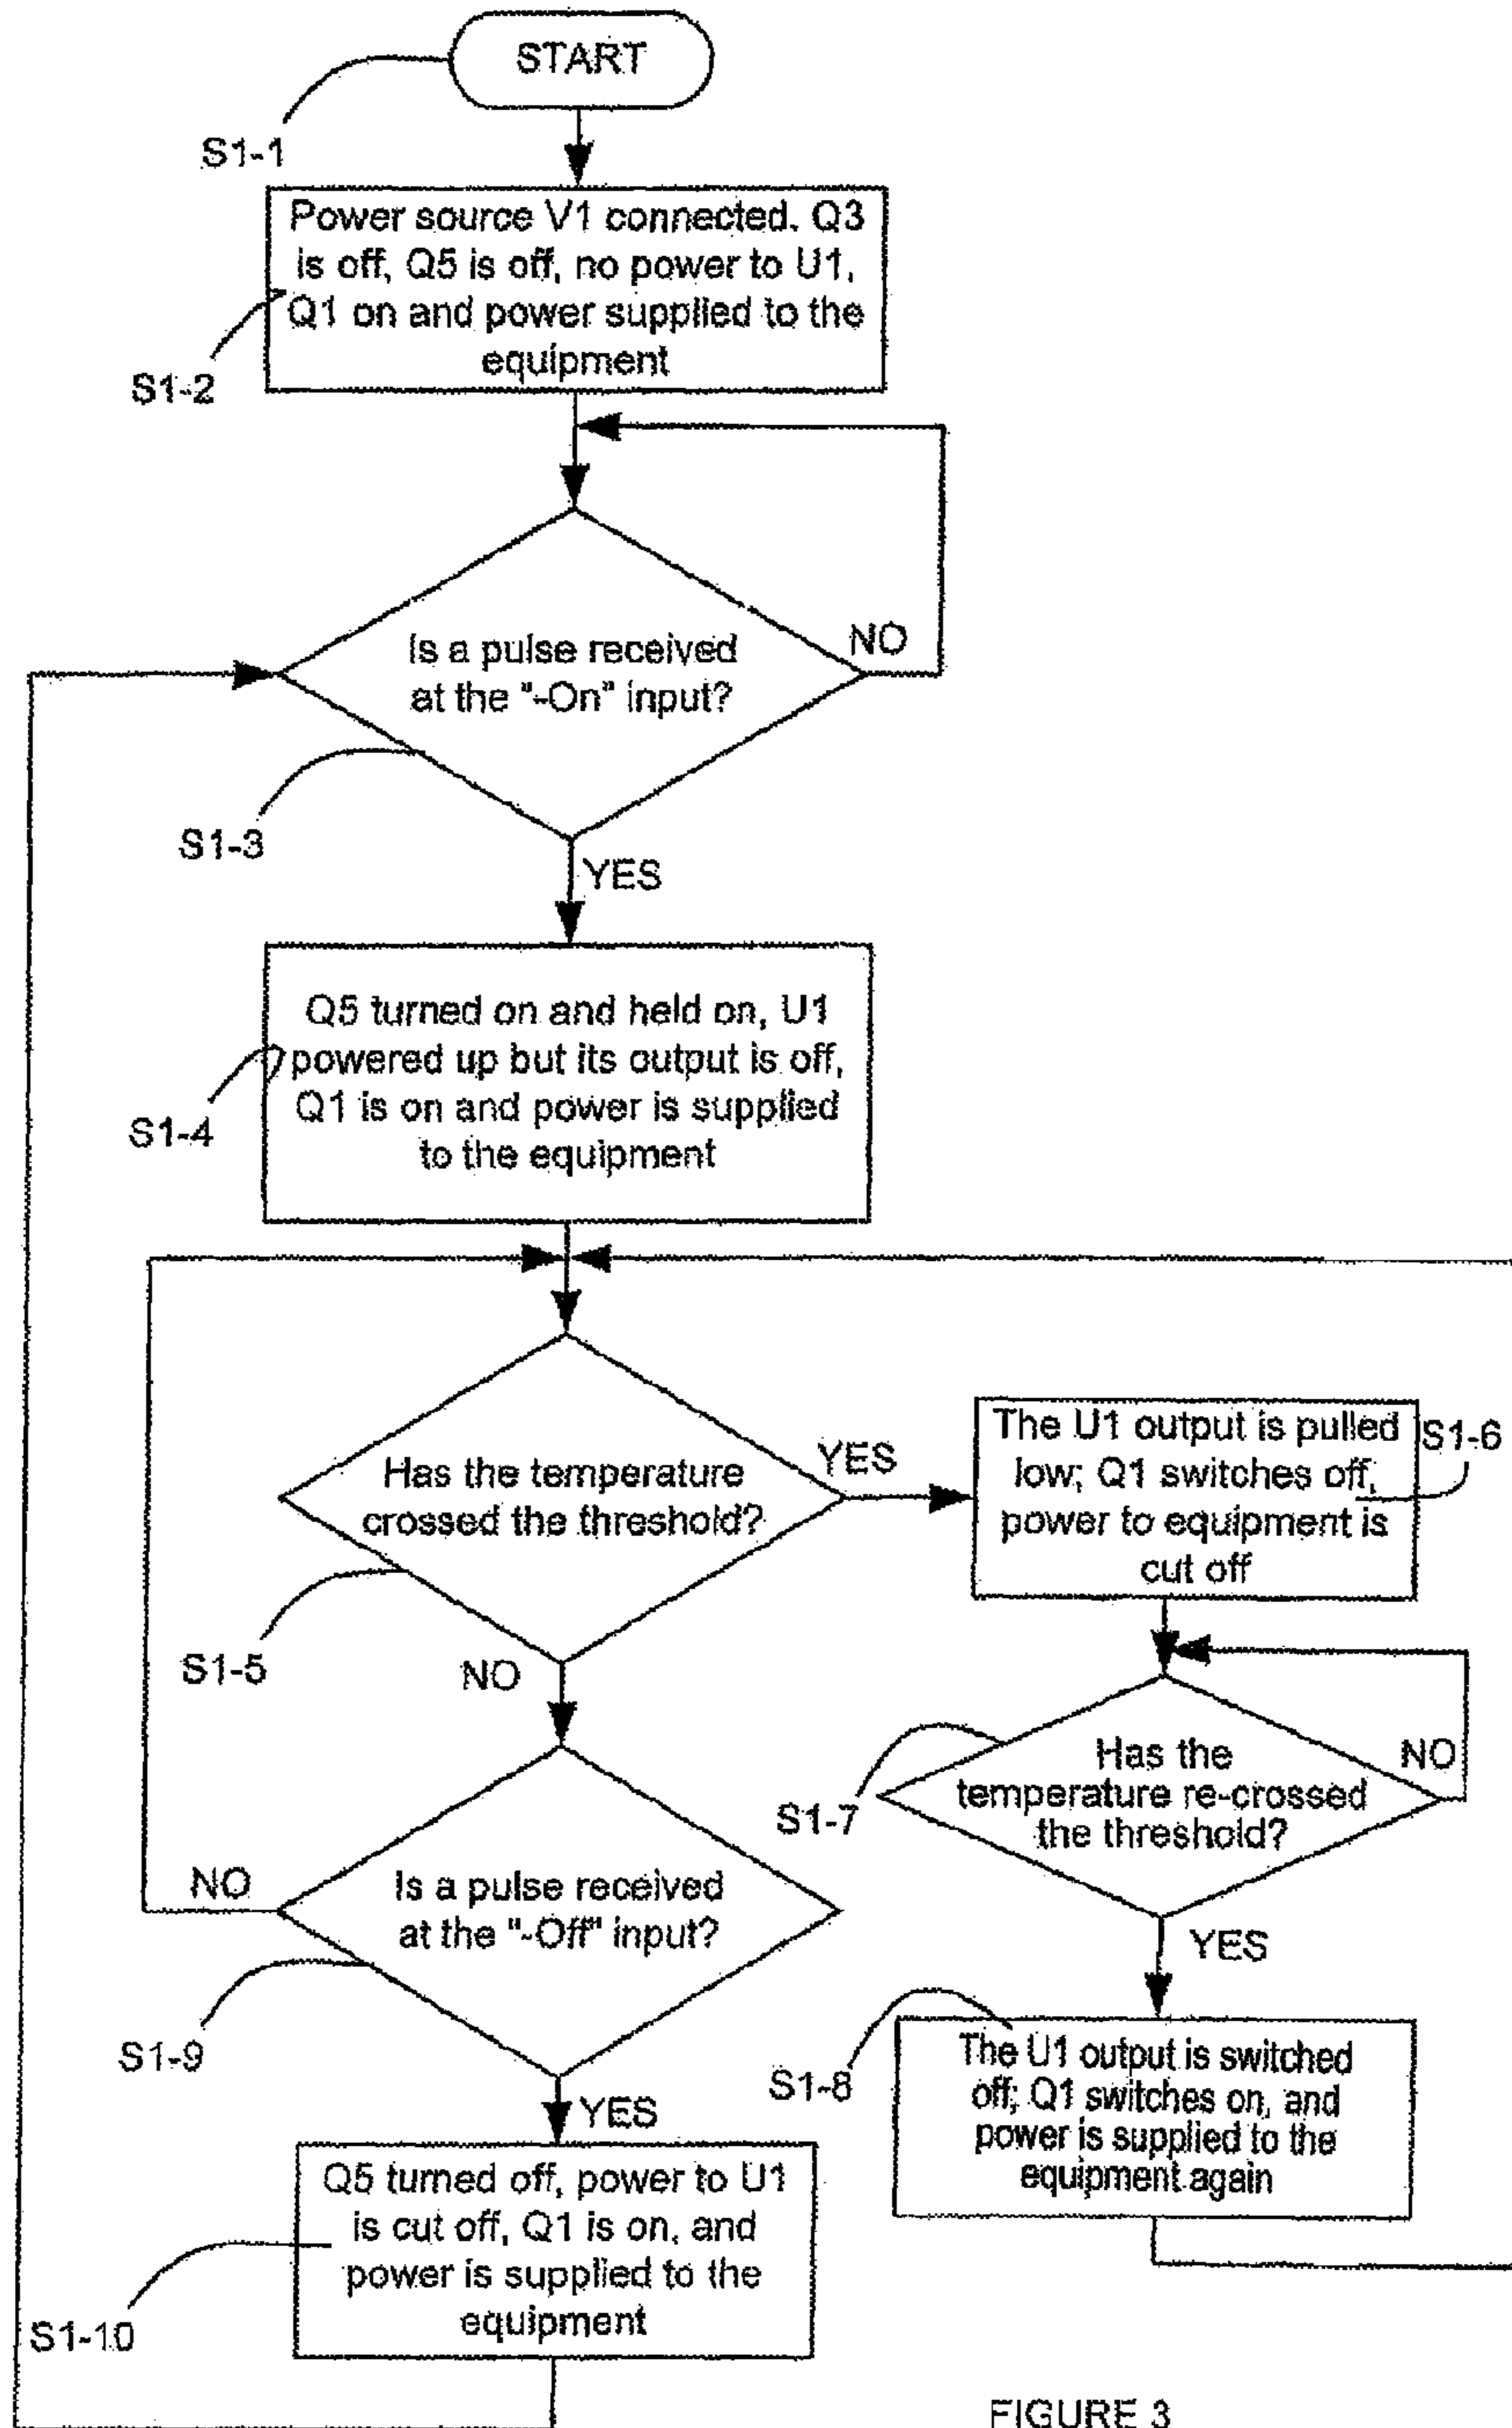 START
S1-1
Power source V1 connected. Q3
is off, Q5 is off, no power to U1,
Q1 on and power supplied to the
equipment
S1-2
Is a pulse received
at the "-On" input?
NO
S1-3
YES
Q5 turned on and held on, U1
powered up but its output is off,
Q1 is on and power is supplied
to the equipment
S1-4
Has the temperature
crossed the threshold?
YES
S1-5
NO
The U1 output is pulled
low; Q1 switches off,
power to equipment is
cut off
S1-6
Has the
temperature re-crossed
the threshold?
NO
S1-7
YES
Is a pulse received
at the "-Off" input?
NO
S1-9
YES
The U1 output is switched
off; Q1 switches on, and
power is supplied to the
equipment again
S1-8
Q5 turned off, power to U1
is cut off, Q1 is on, and
power is supplied to the
equipment
S1-10
FIGURE 3